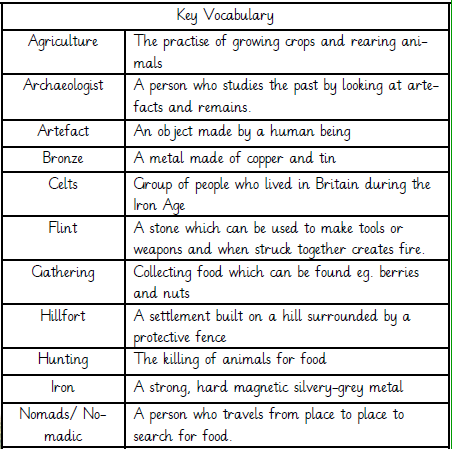 Key Vocabulary
Agriculture
The practise of growing crops and rearing ani-
mals
Archaeologist
A person who studies the past by looking at arte-
facts and remains.
Artefact
An object made by a human being
Bronze
A metal made of copper and tin
Celts
Group of people who lived in Britain during the
Iron Age
Flint
A stone which can be used to make tools or
weapons and when struck together creates fire.
Gathering
Collecting food which can be found eg. berries
and nuts
Hillfort
A settlement built on a hill surrounded by a
protective fence
Hunting
The killing of animals for food
Iron
A strong, hard magnetic silvery-grey metal
Nomads/ No-
madic
A person who travels from place to place to
search for food.